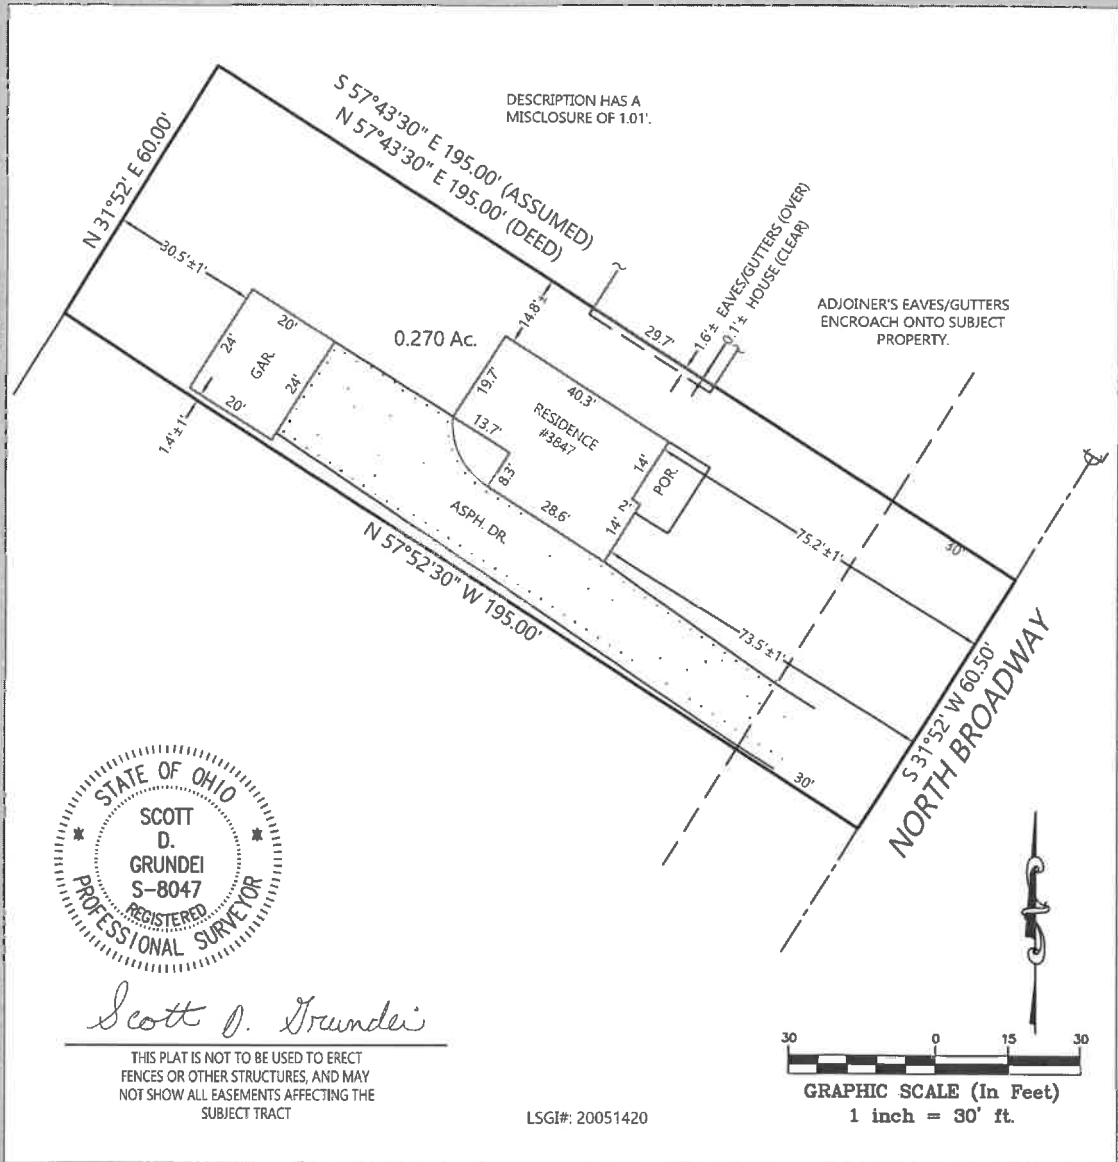 DESCRIPTION HAS A
MISCLOSURE OF 1.01'.
S 57°43'30" E 195.00' (ASSUMED)
N 57°43'30" E 195.00' (DEED)
N 31°52' E 60.00'
1.6'± EAVES/GUTTERS (OVER)
0.1'± HOUSE (CLEAR)
ADJOINER'S EAVES/GUTTERS
ENCROACH ONTO SUBJECT
PROPERTY.
30.5'±1'
14.8'±
29.7'
20'
24'
GAR.
24'
20'
1.4'±1'
0.270 Ac.
19.7'
40.3'
RESIDENCE
#3847
13.7'
8.3'
28.6'
14'
2'
14'
POR.
ASPH. DR.
75.2'±1'
30'
73.5'±1'
N 57°52'30" W 195.00'
30'
S 31°52' W 60.50'
NORTH BROADWAY
STATE OF OHIO
SCOTT
D.
GRUNDEI
S-8047
REGISTERED
PROFESSIONAL SURVEYOR
Scott D. Grundei
THIS PLAT IS NOT TO BE USED TO ERECT
FENCES OR OTHER STRUCTURES, AND MAY
NOT SHOW ALL EASEMENTS AFFECTING THE
SUBJECT TRACT
LSGI#: 20051420
30 0 15 30
GRAPHIC SCALE (In Feet)
1 inch = 30' ft.